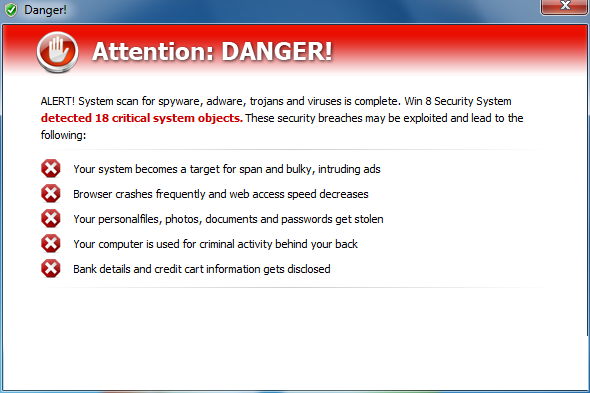 Danger!
Attention: DANGER!
ALERT! System scan for spyware, adware, trojans and viruses is complete. Win 8 Security System
detected 18 critical system objects. These security breaches may be exploited and lead to the
following:
Your system becomes a target for span and bulky, intruding ads
Browser crashes frequently and web access speed decreases
Your personalfiles, photos, documents and passwords get stolen
Your computer is used for criminal activity behind your back
Bank details and credit cart information gets disclosed